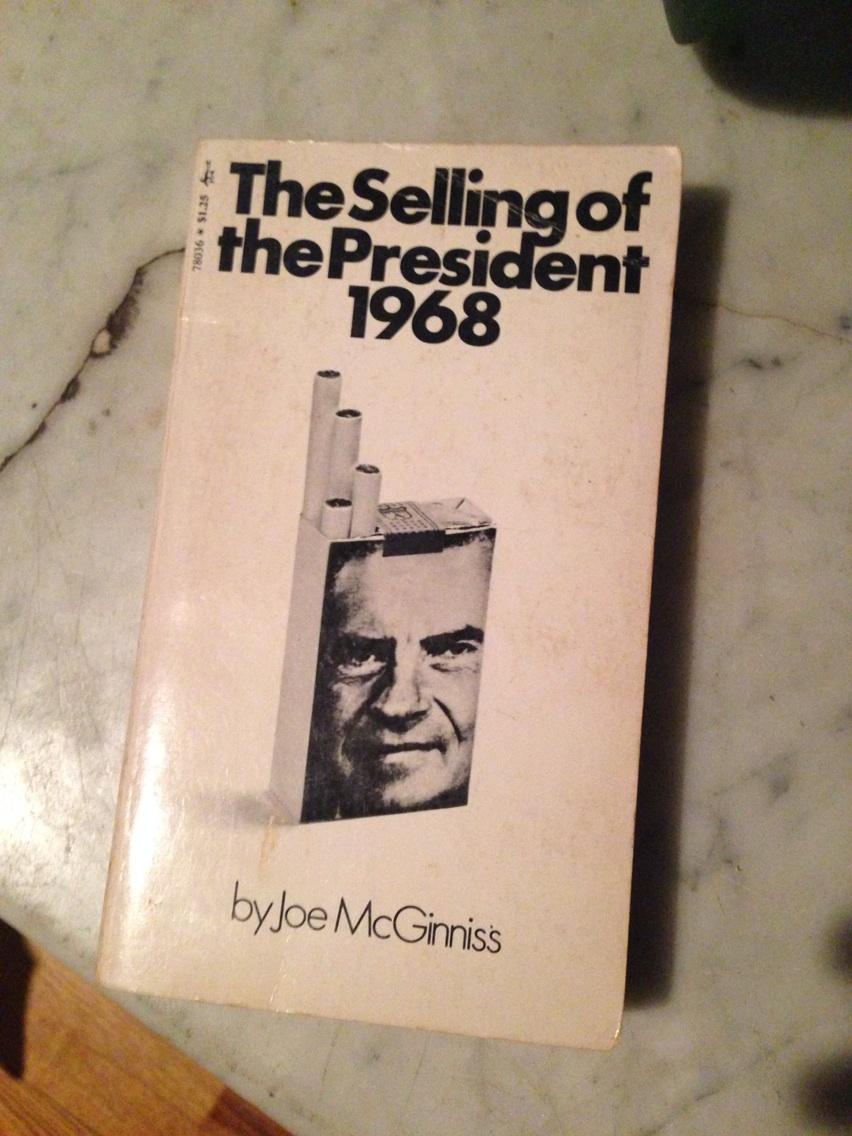 The Selling of
the President
1968
78036 * $1.25
by Joe McGinniss